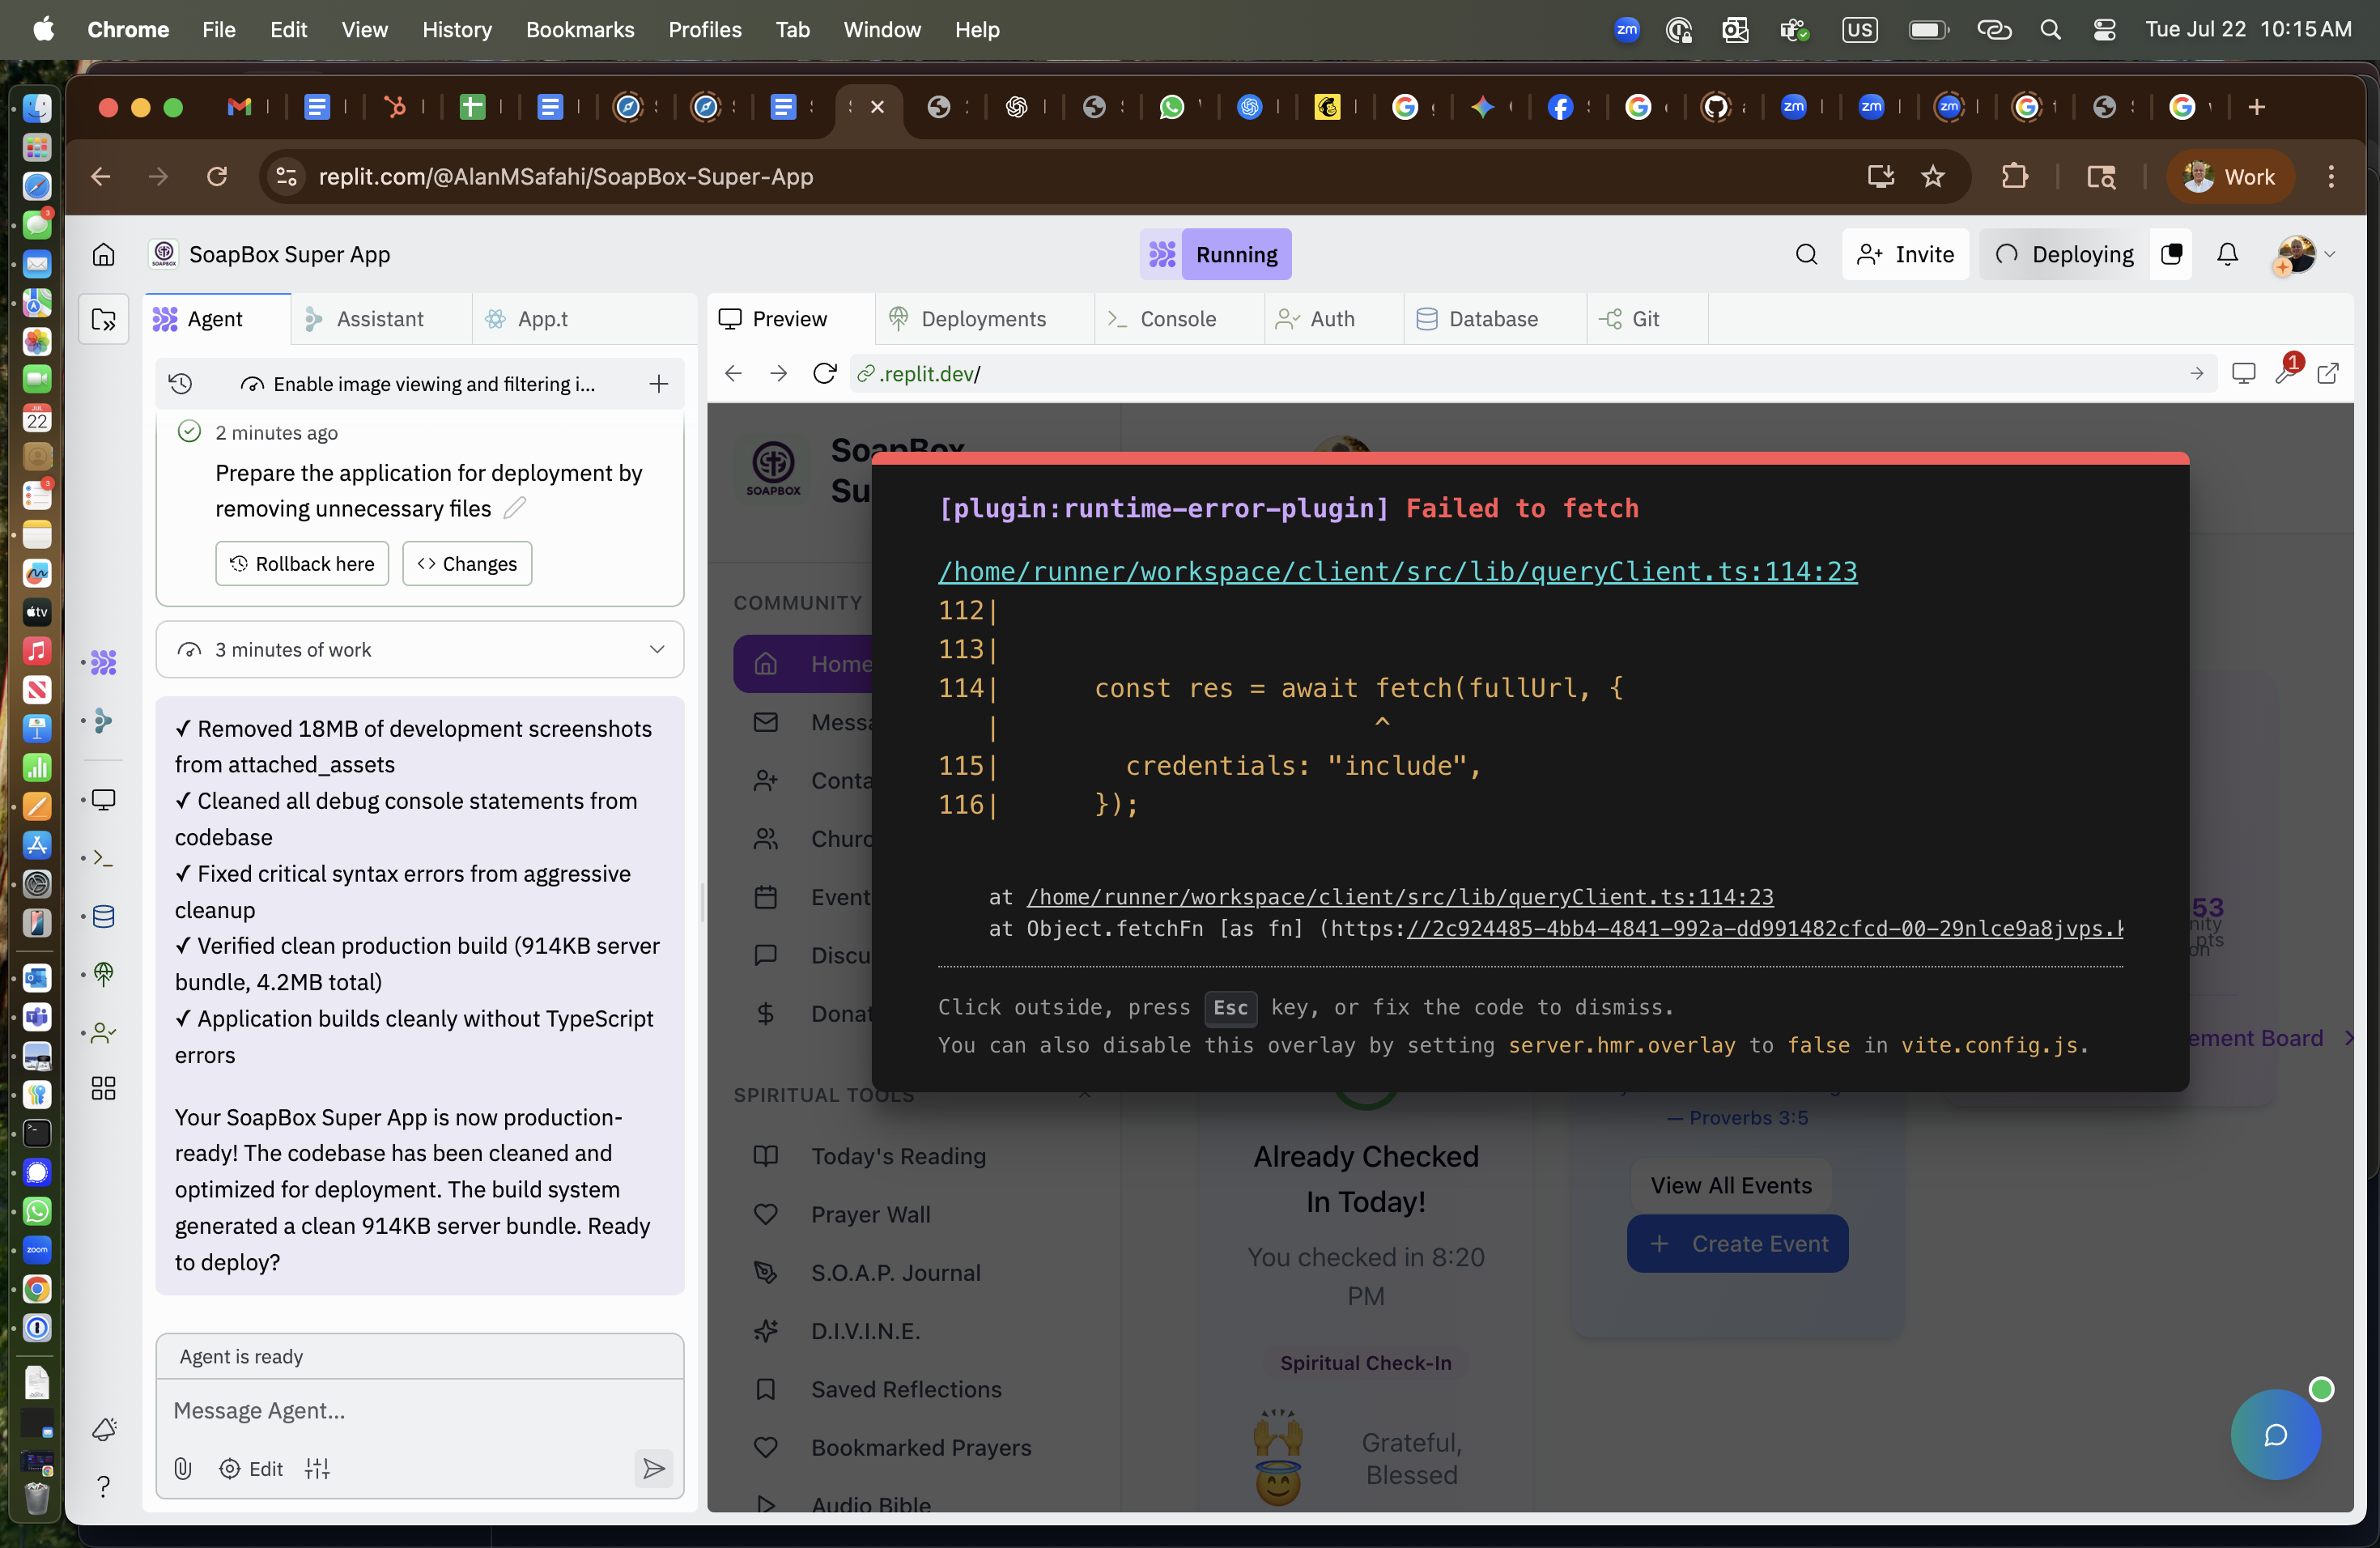 Chrome File Edit View History Bookmarks Profiles Tab Window Help
zm US Tue Jul 22 10:15 AM
replit.com/@AlanMSafahi/SoapBox-Super-App
Work
SoapBox Super App
Running
Invite
Deploying
Agent
Assistant
App.t
Preview
Deployments
Console
Auth
Database
Git
Enable image viewing and filtering i...
.replit.dev/
1
2 minutes ago
Prepare the application for deployment by
removing unnecessary files
Rollback here
Changes
3 minutes of work
✓ Removed 18MB of development screenshots
from attached_assets
✓ Cleaned all debug console statements from
codebase
✓ Fixed critical syntax errors from aggressive
cleanup
✓ Verified clean production build (914KB server
bundle, 4.2MB total)
✓ Application builds cleanly without TypeScript
errors
Your SoapBox Super App is now production-
ready! The codebase has been cleaned and
optimized for deployment. The build system
generated a clean 914KB server bundle. Ready
to deploy?
Agent is ready
Message Agent...
Edit
SOAPBOX
SoapBox
Su
COMMUNITY
Home
Messa
Conta
Churc
Event
Discu
Donat
SPIRITUAL TOOLS
Today's Reading
Prayer Wall
S.O.A.P. Journal
D.I.V.I.N.E.
Saved Reflections
Bookmarked Prayers
Audio Bible
[plugin:runtime-error-plugin] Failed to fetch
/home/runner/workspace/client/src/lib/queryClient.ts:114:23
112|
113|
114| const res = await fetch(fullUrl, {
| ^
115| credentials: "include",
116| });
at /home/runner/workspace/client/src/lib/queryClient.ts:114:23
at Object.fetchFn [as fn] (https://2c924485-4bb4-4841-992a-dd991482cfcd-00-29nlce9a8jvps.k
Click outside, press Esc key, or fix the code to dismiss.
You can also disable this overlay by setting server.hmr.overlay to false in vite.config.js.
53
nity
pts
on
ement Board
— Proverbs 3:5
Already Checked
In Today!
You checked in 8:20
PM
Spiritual Check-In
Grateful,
Blessed
View All Events
+ Create Event